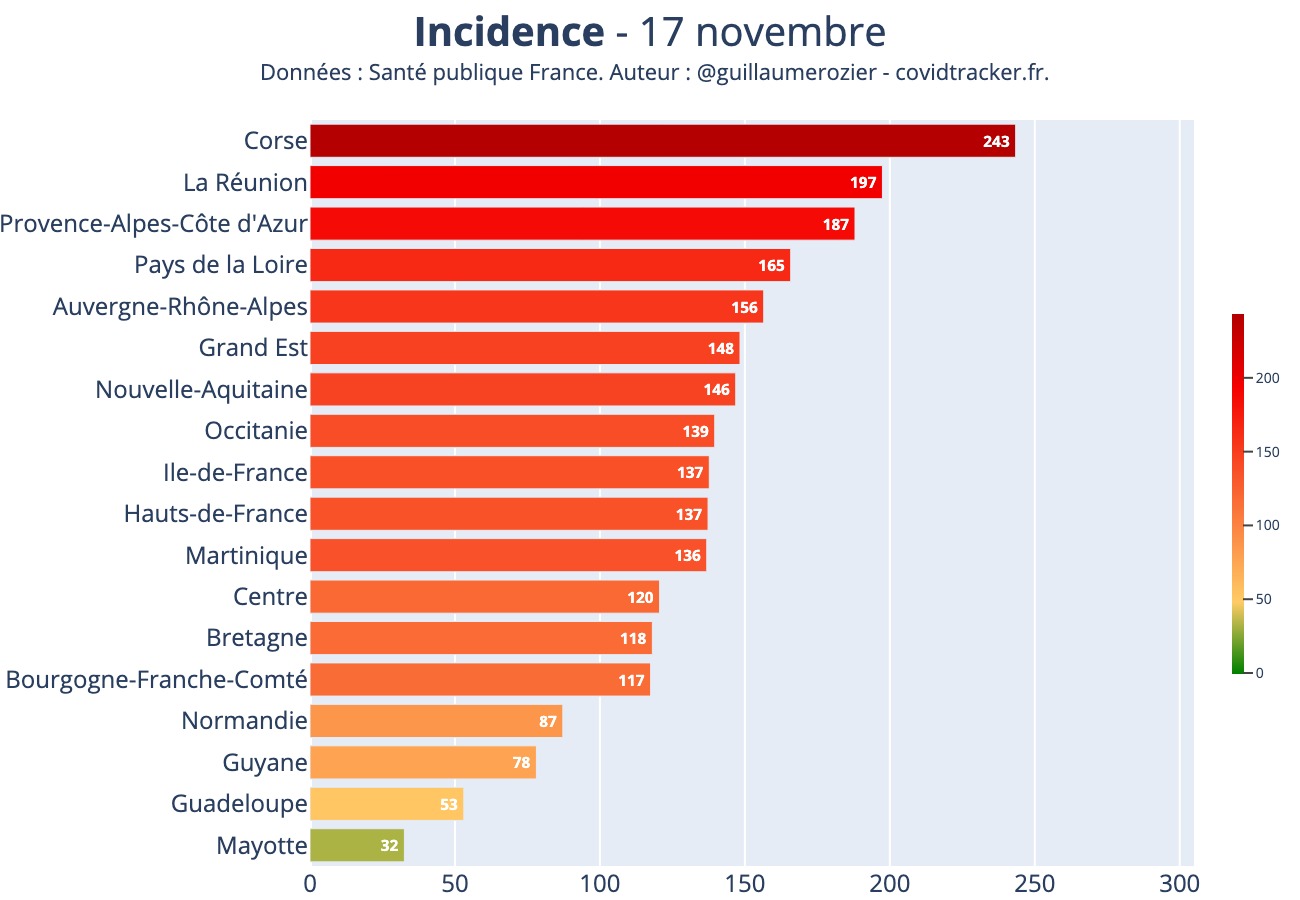 Incidence - 17 novembre
Données : Santé publique France. Auteur : @guillaumerozier - covidtracker.fr.
Corse 243
La Réunion 197
Provence-Alpes-Côte d'Azur 187
Pays de la Loire 165
Auvergne-Rhône-Alpes 156
Grand Est 148
Nouvelle-Aquitaine 146
Occitanie 139
Ile-de-France 137
Hauts-de-France 137
Martinique 136
Centre 120
Bretagne 118
Bourgogne-Franche-Comté 117
Normandie 87
Guyane 78
Guadeloupe 53
Mayotte 32
0 50 100 150 200 250 300
200
150
100
50
0